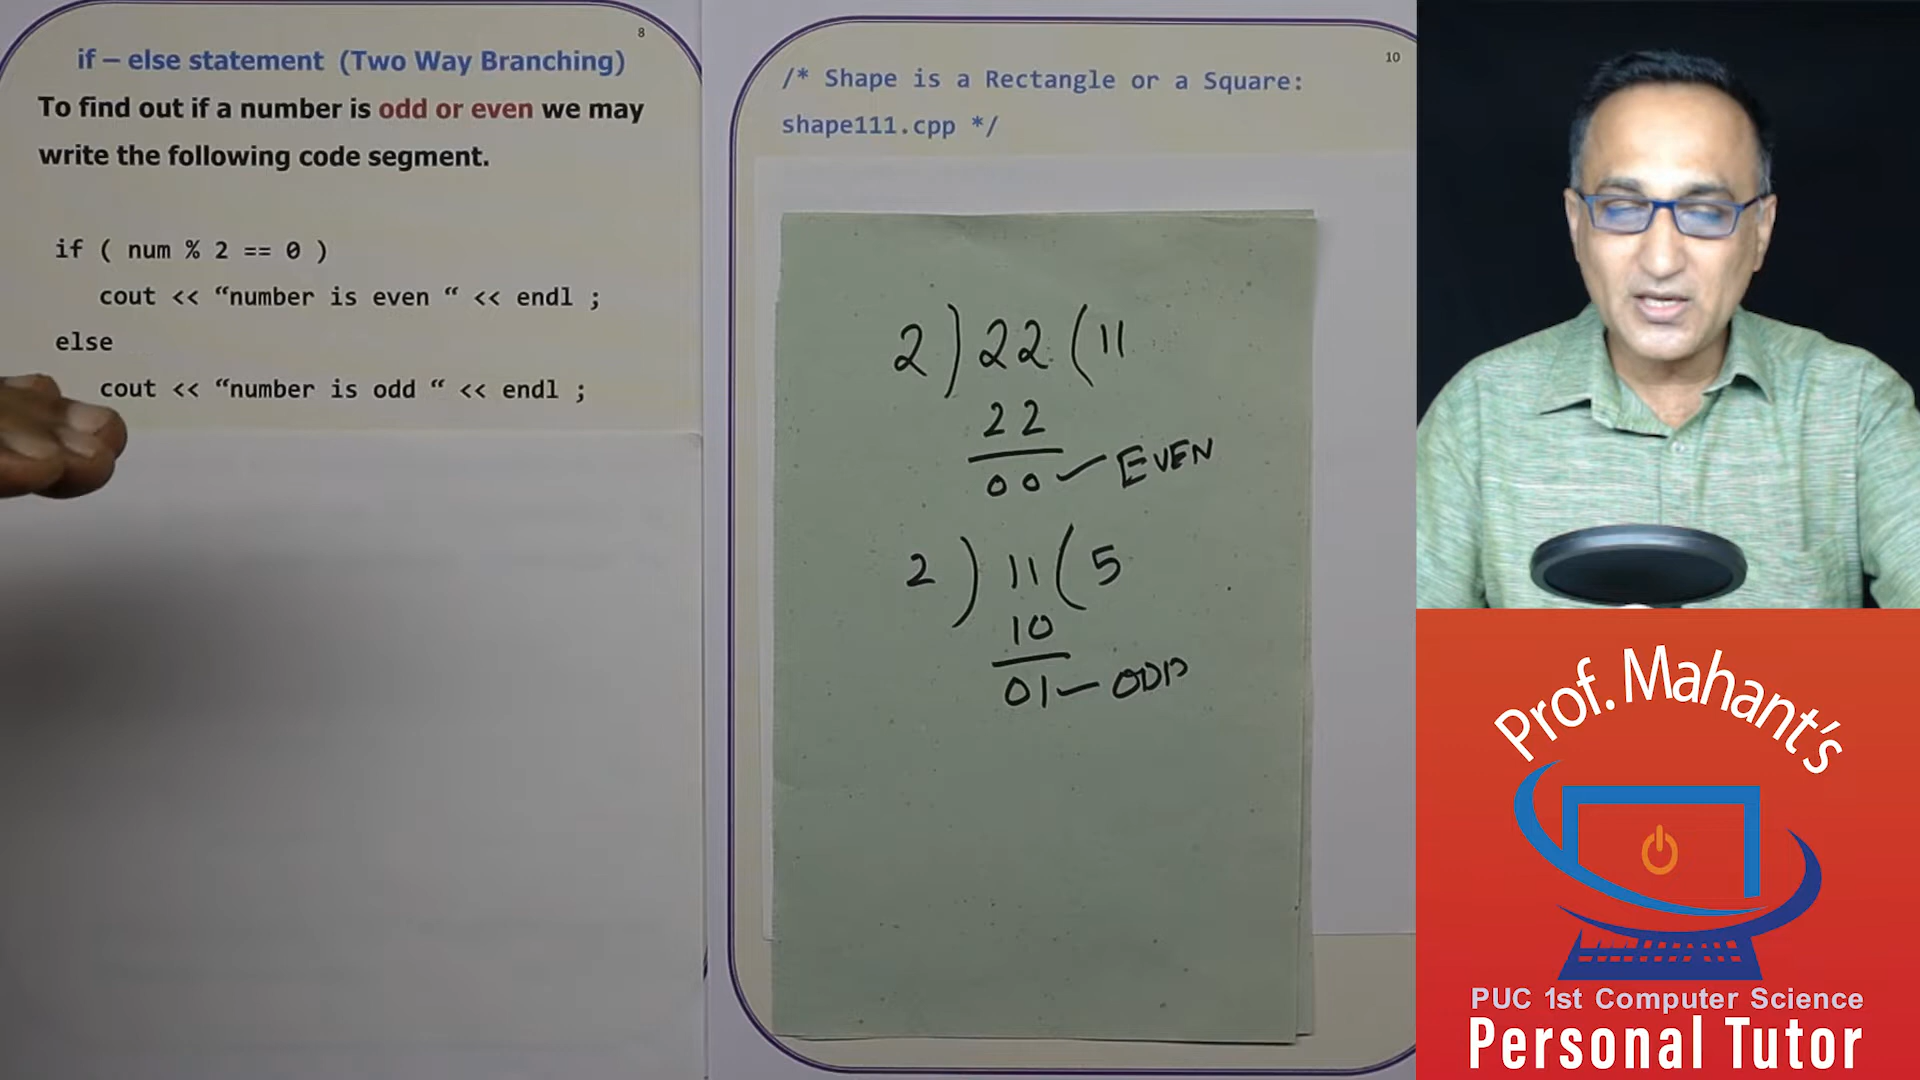 8
if – else statement (Two Way Branching)
To find out if a number is odd or even we may
write the following code segment.
if ( num % 2 == 0 )
cout << “number is even “ << endl ;
else
cout << “number is odd “ << endl ;
10
/* Shape is a Rectangle or a Square:
shape111.cpp */
2 ) 22 ( 11
22
00 – EVEN
2 ) 11 ( 5
10
01 – ODD
Prof. Mahant's
PUC 1st Computer Science
Personal Tutor